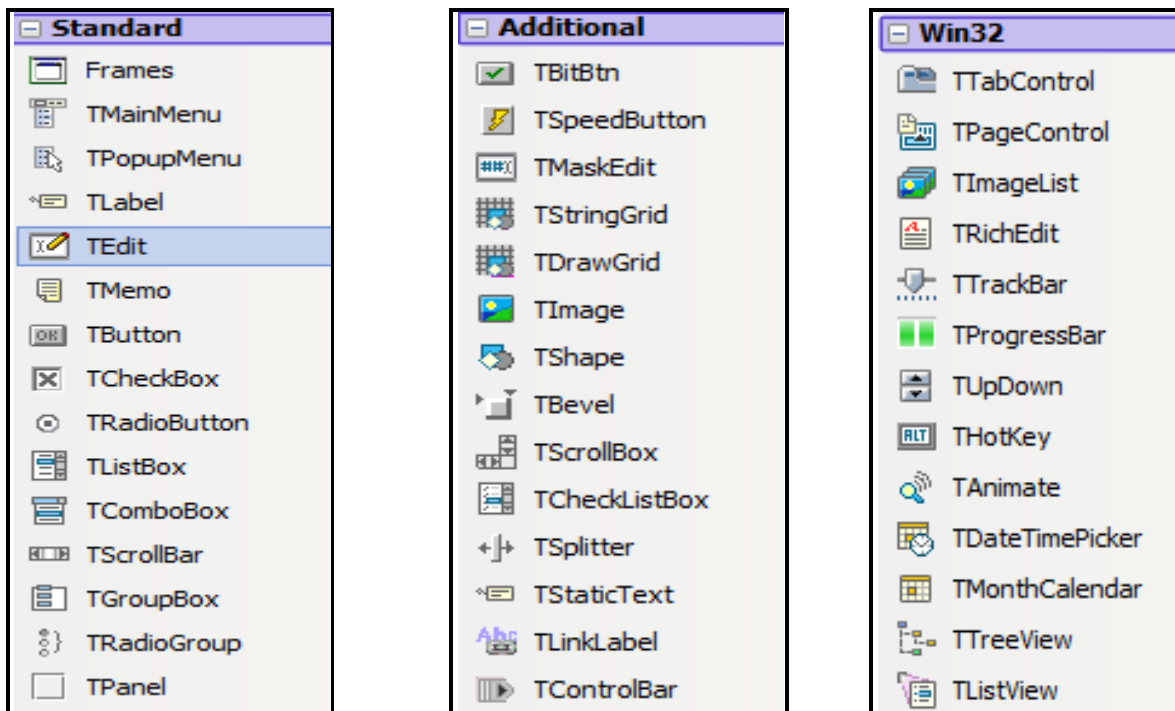 Standard
Frames
TMainMenu
TPopupMenu
TLabel
TEdit
TMemo
TButton
TCheckBox
TRadioButton
TListBox
TComboBox
TScrollBar
TGroupBox
TRadioGroup
TPanel
Additional
TBitBtn
TSpeedButton
TMaskEdit
TStringGrid
TDrawGrid
TImage
TShape
TBevel
TScrollBox
TCheckListBox
TSplitter
TStaticText
TLinkLabel
TControlBar
Win32
TTabControl
TPageControl
TImageList
TRichEdit
TTrackBar
TProgressBar
TUpDown
THotKey
TAnimate
TDateTimePicker
TMonthCalendar
TTreeView
TListView